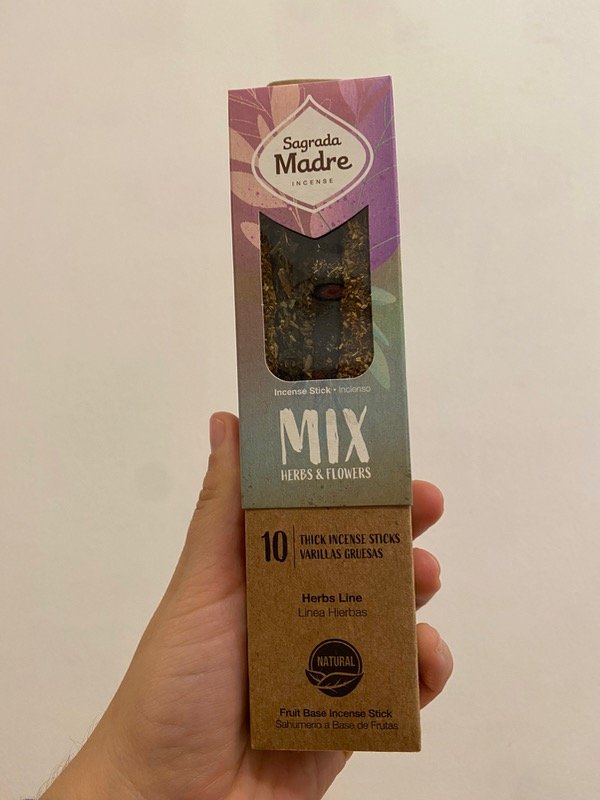 Sagrada
Madre
INCENSE
Incense Stick • Incienso
MIX
HERBS & FLOWERS
10 THICK INCENSE STICKS
VARILLAS GRUESAS
Herbs Line
Linea Hierbas
NATURAL
Fruit Base Incense Stick
Sahumerio a Base de Frutas